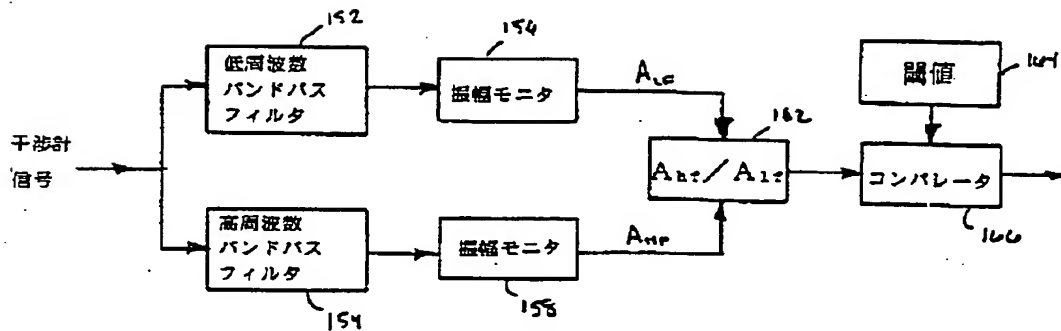 152
低周波数
バンドパス
フィルタ
154
振幅モニタ
ALF
閾値
164
干渉計
信号
162
Ahf/Alf
コンパレータ
166
高周波数
バンドパス
フィルタ
154
振幅モニタ
158
AHF